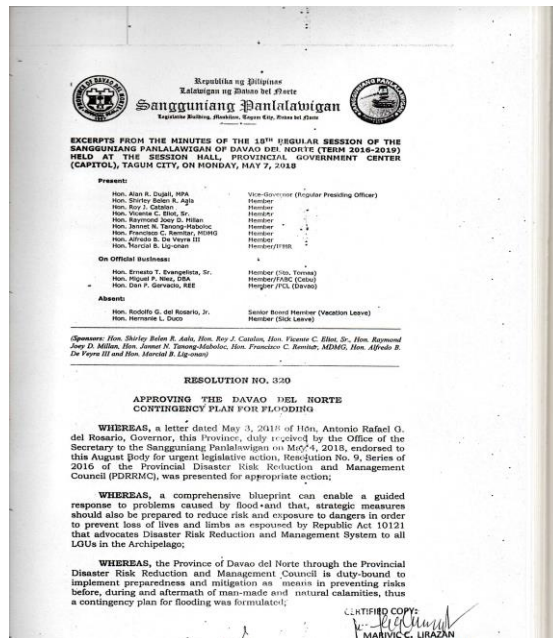 Republika ng Pilipinas
Lalawigan ng Davao del Norte
Sangguniang Panlalawigan
Legislative Building, Mankilam, Tagum City, Davao del Norte
EXCERPTS FROM THE MINUTES OF THE 18TH REGULAR SESSION OF THE
SANGGUNIANG PANLALAWIGAN OF DAVAO DEL NORTE (TERM 2016-2019)
HELD AT THE SESSION HALL, PROVINCIAL GOVERNMENT CENTER
(CAPITOL), TAGUM CITY, ON MONDAY, MAY 7, 2018
Present:
Hon. Alan R. Dujali, MPA Vice-Governor (Regular Presiding Officer)
Hon. Shirley Belen R. Aala Member
Hon. Roy J. Catalan Member
Hon. Vicente C. Eliot, Sr. Member
Hon. Raymond Joey D. Millan Member
Hon. Jannet N. Tanong-Maboloc Member
Hon. Francisco C. Remitar, MDMG Member
Hon. Alfredo B. De Veyra III Member
Hon. Marcial B. Lig-onan Member/IPMR
On Official Business:
Hon. Ernesto T. Evangelista, Sr. Member (Sto. Tomas)
Hon. Miguel P. Niez, DBA Member/FABC (Cebu)
Hon. Dan P. Gervacio, REE Member/FCL (Davao)
Absent:
Hon. Rodolfo G. del Rosario, Jr. Senior Board Member (Vacation Leave)
Hon. Hernanie L. Duco Member (Sick Leave)
(Sponsors: Hon. Shirley Belen R. Aala, Hon. Roy J. Catalan, Hon. Vicente C. Eliot, Sr., Hon. Raymond
Joey D. Millan, Hon. Jannet N. Tanong-Maboloc, Hon. Francisco C. Remitar, MDMG, Hon. Alfredo B.
De Veyra III and Hon. Marcial B. Lig-onan)
RESOLUTION NO. 320
APPROVING THE DAVAO DEL NORTE
CONTINGENCY PLAN FOR FLOODING
WHEREAS, a letter dated May 3, 2018 of Hon. Antonio Rafael G.
del Rosario, Governor, this Province, duly received by the Office of the
Secretary to the Sangguniang Panlalawigan on May 4, 2018, endorsed to
this August Body for urgent legislative action, Resolution No. 9, Series of
2016 of the Provincial Disaster Risk Reduction and Management
Council (PDRRMC), was presented for appropriate action;
WHEREAS, a comprehensive blueprint can enable a guided
response to problems caused by flood and that, strategic measures
should also be prepared to reduce risk and exposure to dangers in order
to prevent loss of lives and limbs as espoused by Republic Act 10121
that advocates Disaster Risk Reduction and Management System to all
LGUs in the Archipelago;
WHEREAS, the Province of Davao del Norte through the Provincial
Disaster Risk Reduction and Management Council is duty-bound to
implement preparedness and mitigation as means in preventing risks
before, during and aftermath of man-made and natural calamities, thus
a contingency plan for flooding was formulated;
CERTIFIED COPY:
MARIVIC C. LIRAZAN